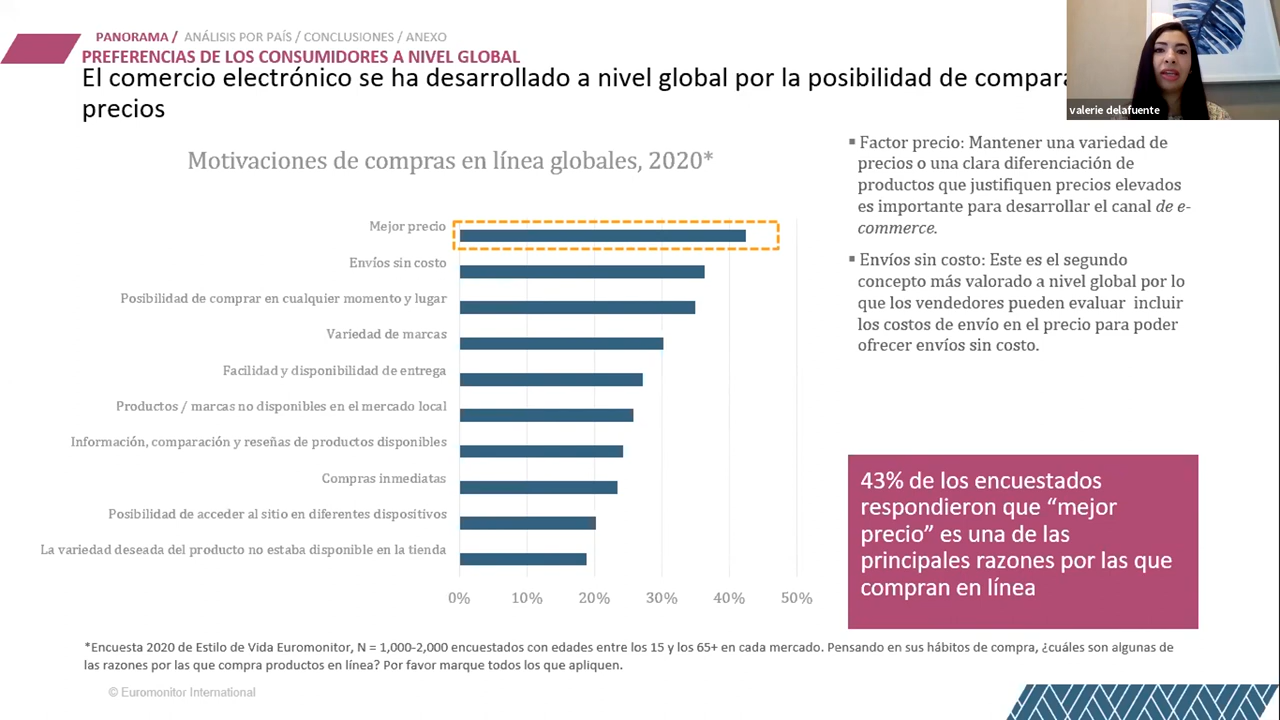 PANORAMA / ANÁLISIS POR PAÍS / CONCLUSIONES / ANEXO
PREFERENCIAS DE LOS CONSUMIDORES A NIVEL GLOBAL
El comercio electrónico se ha desarrollado a nivel global por la posibilidad de compara
precios
valerie delafuente
Motivaciones de compras en línea globales, 2020*
Mejor precio
Envíos sin costo
Posibilidad de comprar en cualquier momento y lugar
Variedad de marcas
Facilidad y disponibilidad de entrega
Productos / marcas no disponibles en el mercado local
Información, comparación y reseñas de productos disponibles
Compras inmediatas
Posibilidad de acceder al sitio en diferentes dispositivos
La variedad deseada del producto no estaba disponible en la tienda
0% 10% 20% 30% 40% 50%
▪ Factor precio: Mantener una variedad de
precios o una clara diferenciación de
productos que justifiquen precios elevados
es importante para desarrollar el canal de e-
commerce.
▪ Envíos sin costo: Este es el segundo
concepto más valorado a nivel global por lo
que los vendedores pueden evaluar incluir
los costos de envío en el precio para poder
ofrecer envíos sin costo.
43% de los encuestados
respondieron que “mejor
precio” es una de las
principales razones por las que
compran en línea
*Encuesta 2020 de Estilo de Vida Euromonitor, N = 1,000-2,000 encuestados con edades entre los 15 y los 65+ en cada mercado. Pensando en sus hábitos de compra, ¿cuáles son algunas de
las razones por las que compra productos en línea? Por favor marque todos los que apliquen.
© Euromonitor International